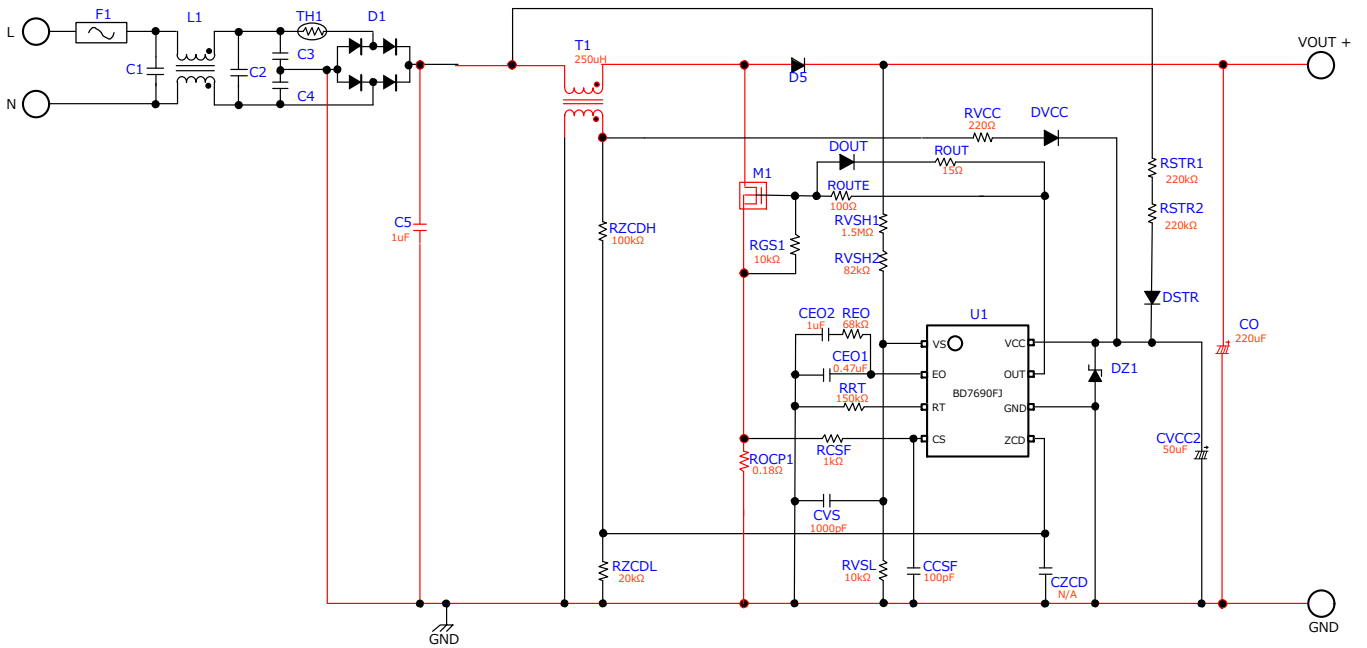 L
F1
L1
TH1
D1
C1
C2
C3
C4
N
T1
250uH
D5
VOUT +
RVCC
220Ω
DVCC
DOUT
ROUT
15Ω
M1
ROUTE
100Ω
RSTR1
220kΩ
RSTR2
220kΩ
C5
1uF
RZCDH
100kΩ
RGS1
10kΩ
RVSH1
1.5MΩ
RVSH2
82kΩ
DSTR
CEO2
1uF
REO
68kΩ
U1
CO
220uF
VS
VCC
CEO1
0.47uF
EO
OUT
DZ1
RRT
150kΩ
BD7690FJ
RT
GND
CS
ZCD
RCSF
1kΩ
ROCP1
0.18Ω
CVCC2
50uF
CVS
1000pF
RZCDL
20kΩ
RVSL
10kΩ
CCSF
100pF
CZCD
N/A
GND
GND